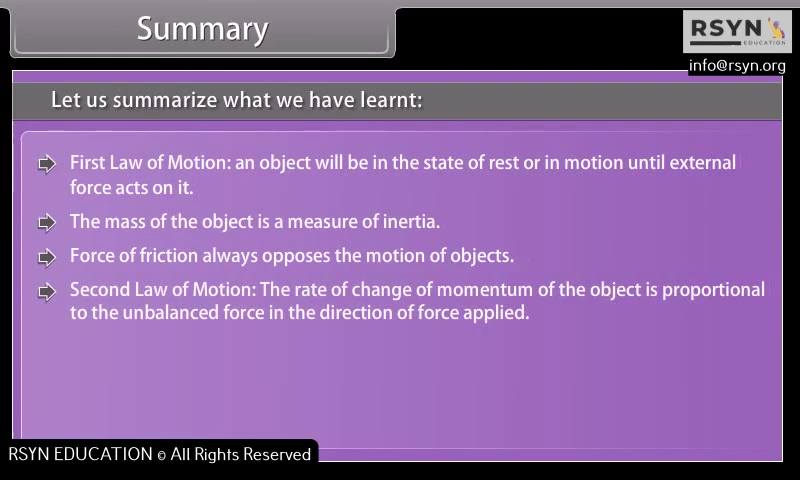 Summary
RSYN
EDUCATION
info@rsyn.org
Let us summarize what we have learnt:
First Law of Motion: an object will be in the state of rest or in motion until external
force acts on it.
The mass of the object is a measure of inertia.
Force of friction always opposes the motion of objects.
Second Law of Motion: The rate of change of momentum of the object is proportional
to the unbalanced force in the direction of force applied.
RSYN EDUCATION © All Rights Reserved